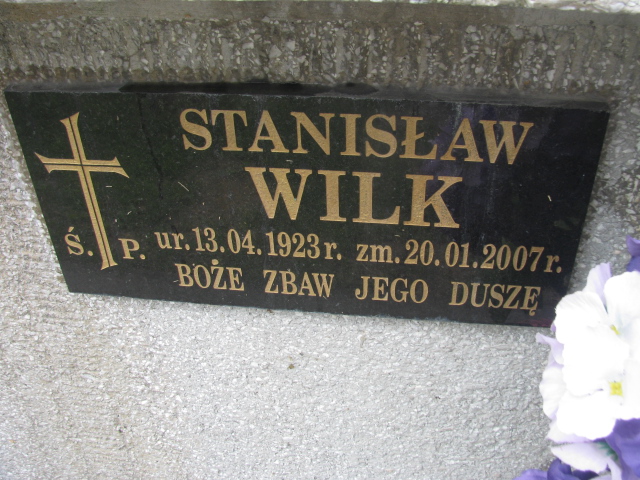 STANISŁAW
WILK
Ś. P.
ur. 13.04.1923 r. zm. 20.01.2007 r.
BOŻE ZBAW JEGO DUSZĘ